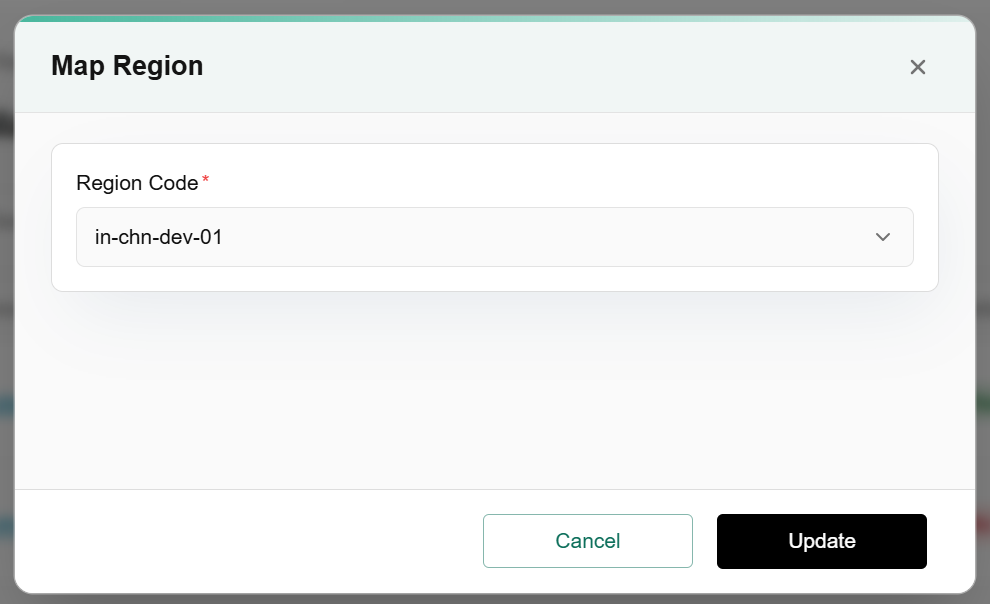 Map Region
Region Code*
in-chn-dev-01
Cancel
Update